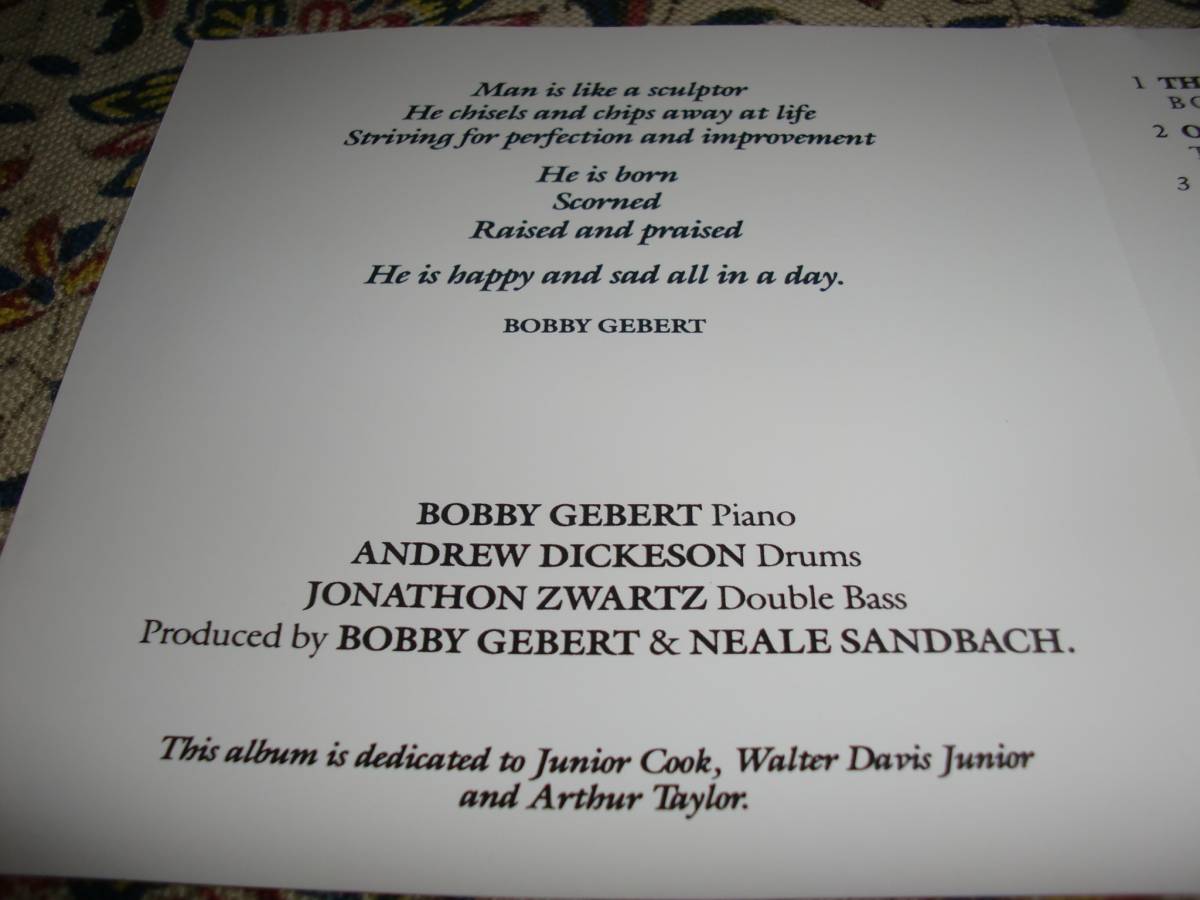 Man is like a sculptor
He chisels and chips away at life
Striving for perfection and improvement
He is born
Scorned
Raised and praised
He is happy and sad all in a day.
BOBBY GEBERT
BOBBY GEBERT Piano
ANDREW DICKESON Drums
JONATHON ZWARTZ Double Bass
Produced by BOBBY GEBERT & NEALE SANDBACH.
This album is dedicated to Junior Cook, Walter Davis Junior
and Arthur Taylor.
1
2
3